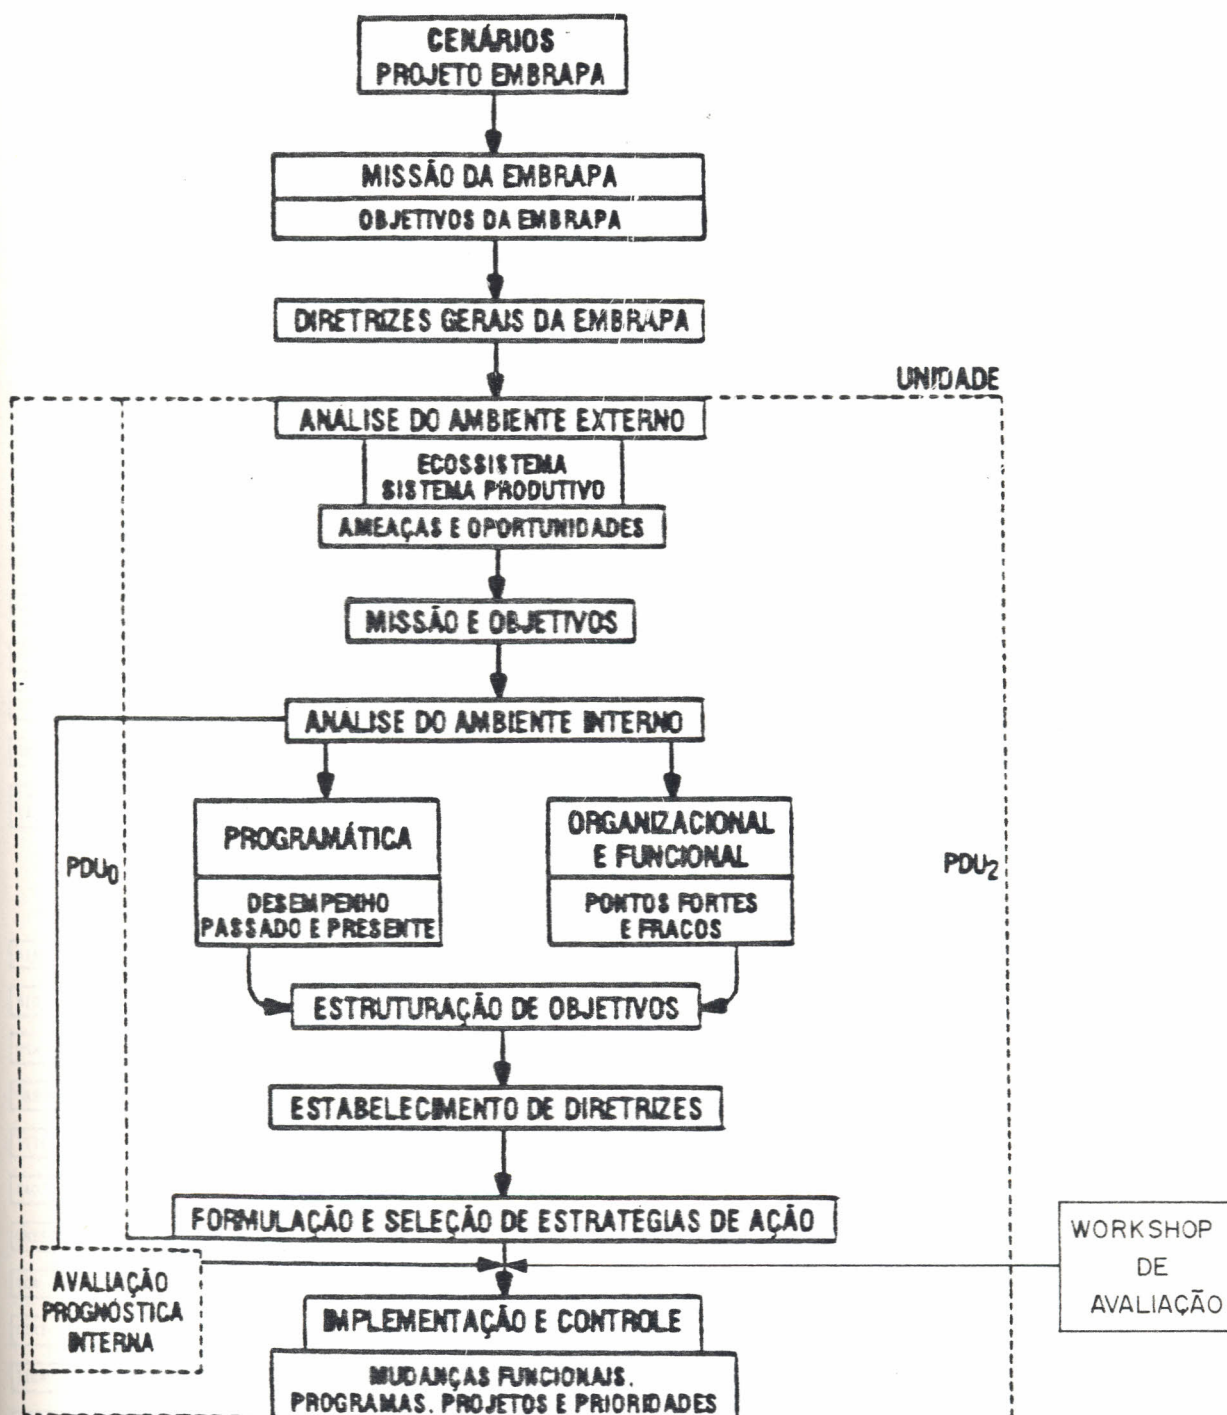 CENÁRIOS
PROJETO EMBRAPA
MISSÃO DA EMBRAPA
OBJETIVOS DA EMBRAPA
DIRETRIZES GERAIS DA EMBRAPA
UNIDADE
ANÁLISE DO AMBIENTE EXTERNO
ECOSSISTEMA
SISTEMA PRODUTIVO
AMEAÇAS E OPORTUNIDADES
MISSÃO E OBJETIVOS
ANÁLISE DO AMBIENTE INTERNO
PROGRAMÁTICA
DESEMPENHO
PASSADO E PRESENTE
ORGANIZACIONAL
E FUNCIONAL
PONTOS FORTES
E FRACOS
PDU0
PDU2
ESTRUTURAÇÃO DE OBJETIVOS
ESTABELECIMENTO DE DIRETRIZES
FORMULAÇÃO E SELEÇÃO DE ESTRATÉGIAS DE AÇÃO
AVALIAÇÃO
PROGNÓSTICA
INTERNA
WORKSHOP
DE
AVALIAÇÃO
IMPLEMENTAÇÃO E CONTROLE
MUDANÇAS FUNCIONAIS.
PROGRAMAS. PROJETOS E PRIORIDADES